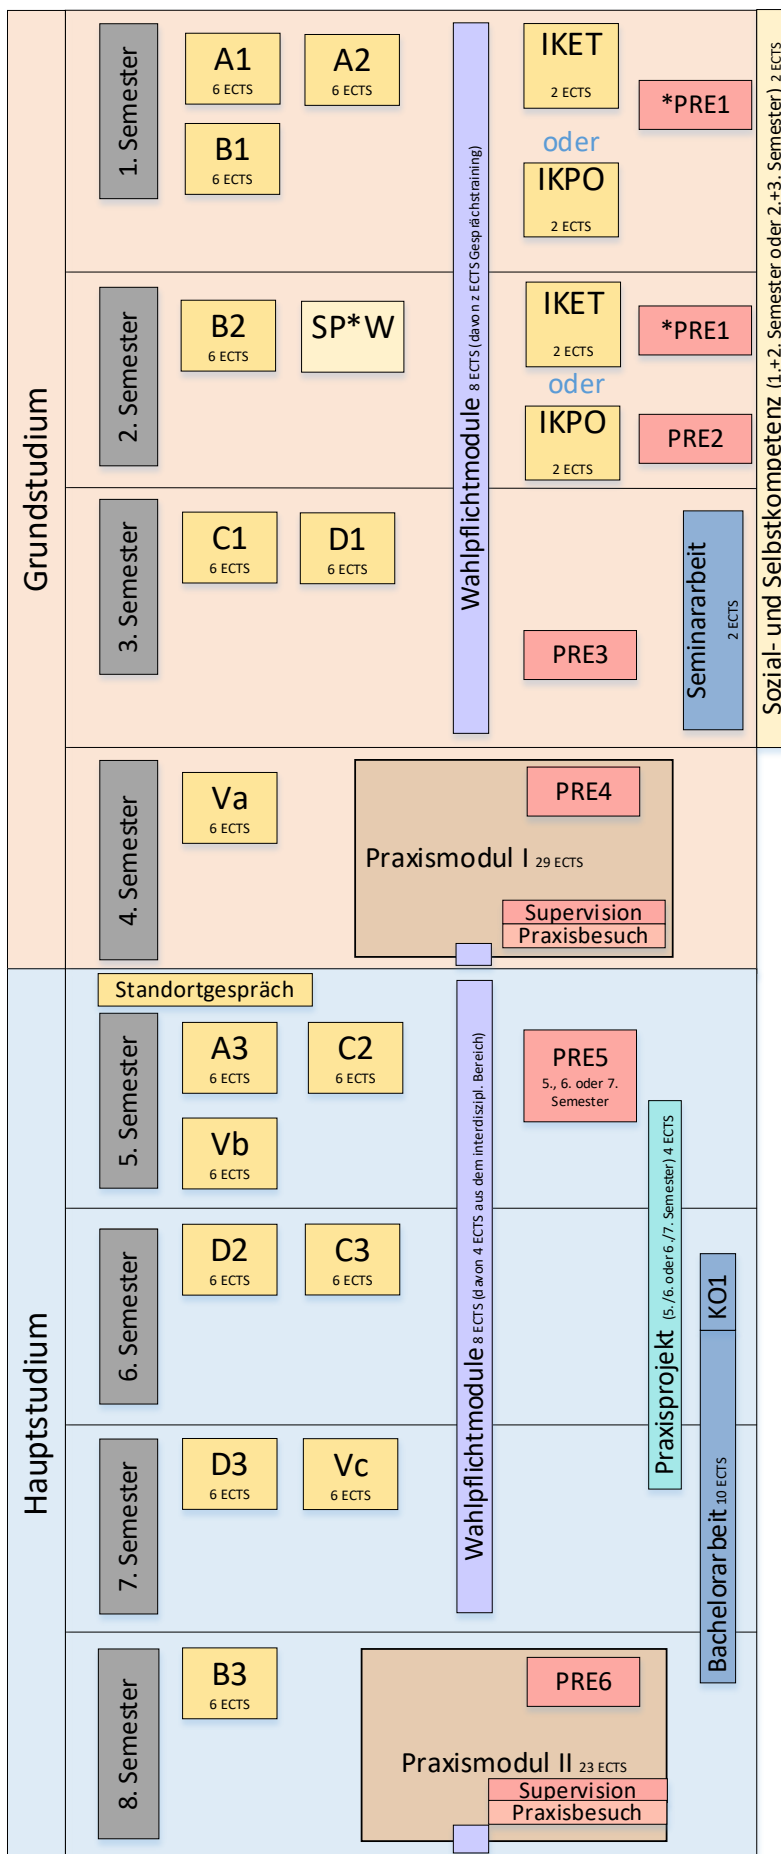 Grundstudium
1. Semester
A1
6 ECTS
A2
6 ECTS
B1
6 ECTS
IKET
2 ECTS
oder
IKPO
2 ECTS
*PRE1
Wahlpflichtmodule 8 ECTS (davon z ECTS Gesprächstraining)
Sozial- und Selbstkompetenz (1.+2. Semester oder 2.+3. Semester) 2 ECTS
2. Semester
B2
6 ECTS
SP*W
IKET
2 ECTS
oder
IKPO
2 ECTS
*PRE1
PRE2
3. Semester
C1
6 ECTS
D1
6 ECTS
PRE3
Seminararbeit
2 ECTS
4. Semester
Va
6 ECTS
PRE4
Praxismodul I 29 ECTS
Supervision
Praxisbesuch
Hauptstudium
Standortgespräch
5. Semester
A3
6 ECTS
C2
6 ECTS
Vb
6 ECTS
Wahlpflichtmodule 8 ECTS (davon 4 ECTS aus dem interdiszipl. Bereich)
PRE5
5., 6. oder 7.
Semester
Praxisprojekt (5./6. oder 6./7. Semester) 4 ECTS
6. Semester
D2
6 ECTS
C3
6 ECTS
KO1
Bachelorarbeit 10 ECTS
7. Semester
D3
6 ECTS
Vc
6 ECTS
8. Semester
B3
6 ECTS
PRE6
Praxismodul II 23 ECTS
Supervision
Praxisbesuch